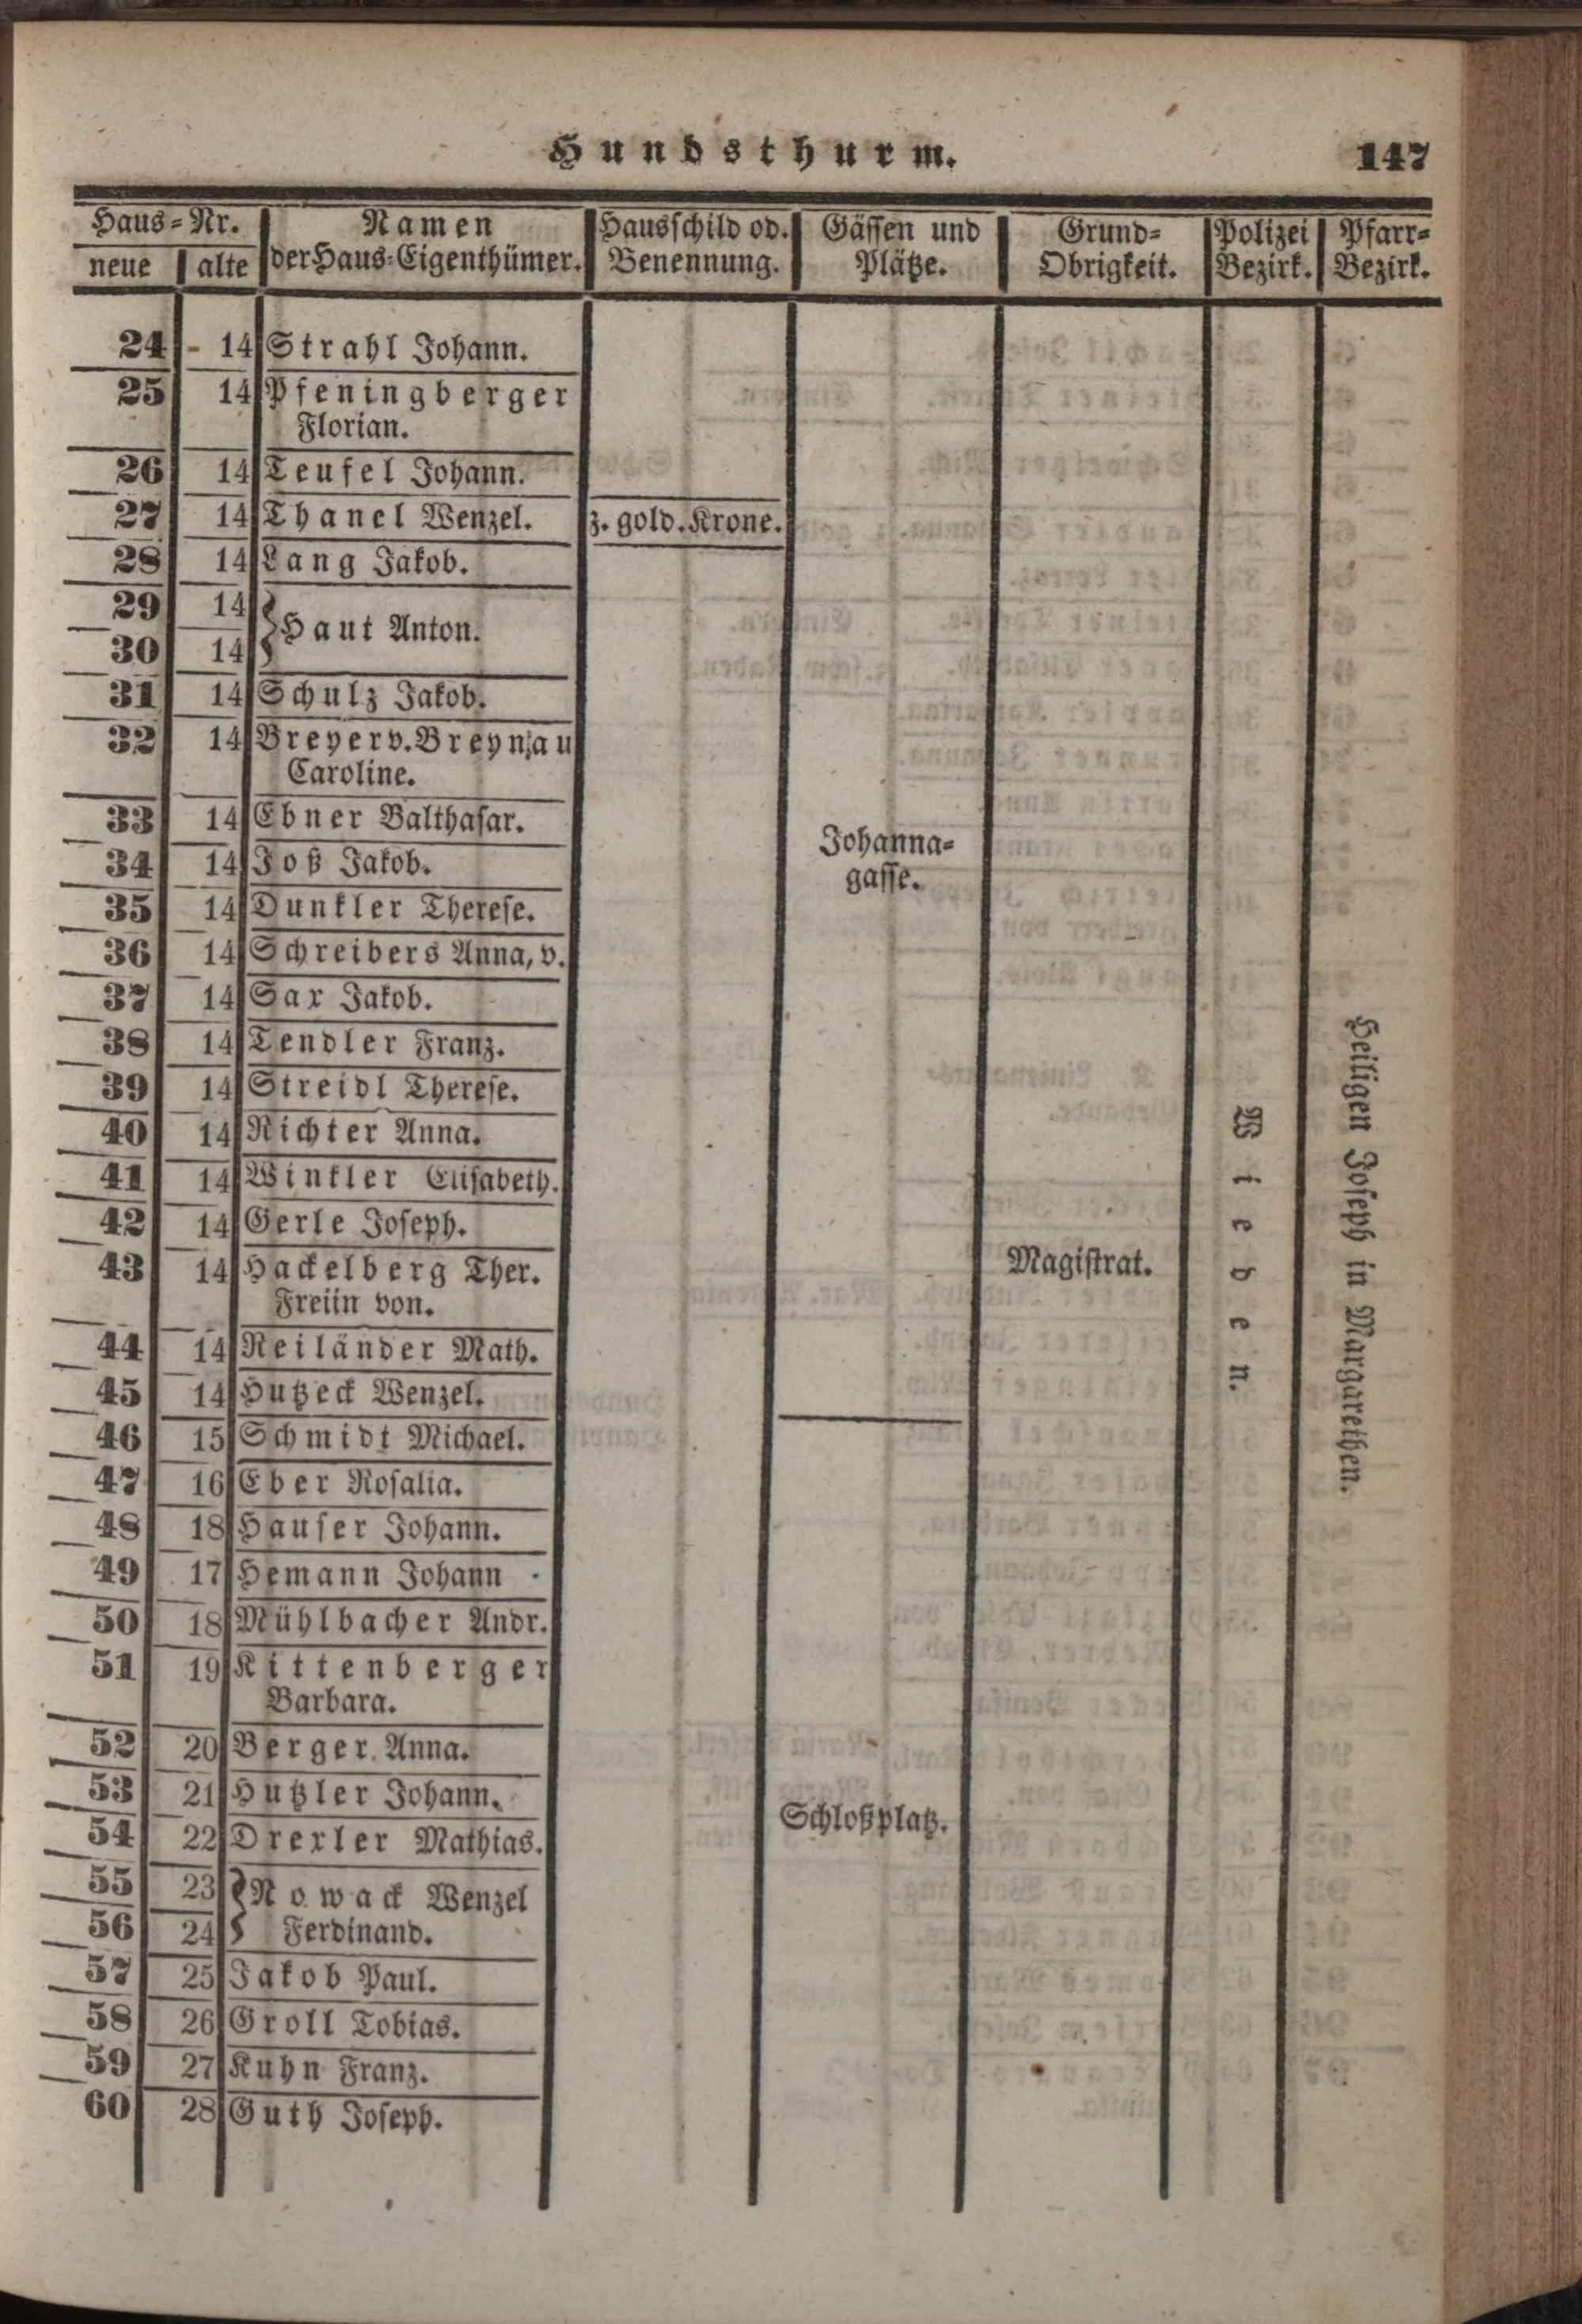 Hundsthurm. 147
Haus-Nr. Namen Hausschild od. Gässen und Grund- Polizei Pfarr-
neue alte der Haus-Eigenthümer. Benennung. Plätze. Obrigkeit. Bezirk. Bezirk.
24 14 Strahl Johann.
25 14 Pfeningberger
Florian.
26 14 Teufel Johann.
27 14 Thanel Wenzel. z. gold. Krone.
28 14 Lang Jakob.
29 14
Haut Anton.
30 14
31 14 Schulz Jakob.
32 14 Breyer v. Breynau
Caroline.
33 14 Ebner Balthasar.
Johanna-
34 14 Joß Jakob.
gasse.
35 14 Dunkler Therese.
36 14 Schreibers Anna, v.
37 14 Sax Jakob.
38 14 Tendler Franz.
39 14 Streidl Therese.
40 14 Richter Anna.
41 14 Winkler Elisabeth.
42 14 Gerle Joseph.
43 14 Hackelberg Ther. Magistrat.
Freiin von.
Wieden.
Heiligen Joseph in Margarethen.
44 14 Reiländer Math.
45 14 Hutzeck Wenzel.
46 15 Schmidt Michael.
47 16 Eber Rosalia.
48 18 Hauser Johann.
49 17 Hemann Johann
50 18 Mühlbacher Andr.
51 19 Kittenberger
Barbara.
52 20 Berger Anna.
53 21 Hutzler Johann.
Schloßplatz.
54 22 Drexler Mathias.
55 23 Nowack Wenzel
56 24 Ferdinand.
57 25 Jakob Paul.
58 26 Groll Tobias.
59 27 Kuhn Franz.
60 28 Guth Joseph.